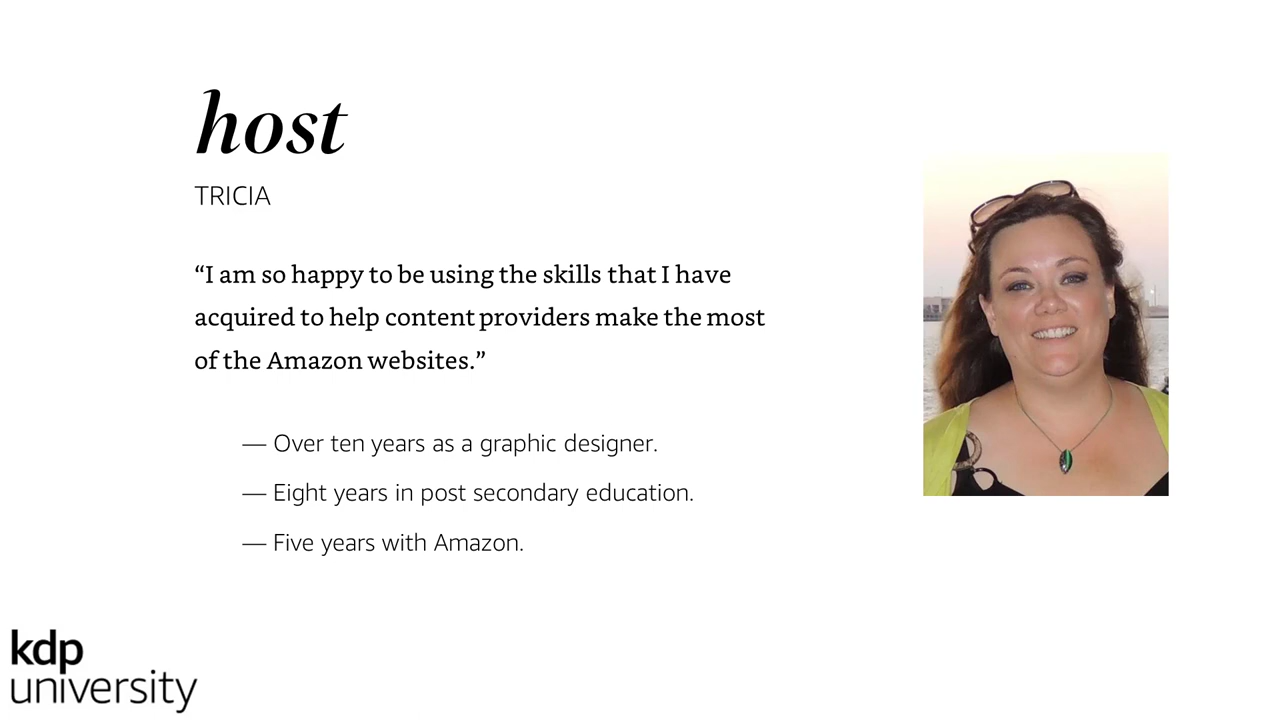 host
TRICIA
“I am so happy to be using the skills that I have
acquired to help content providers make the most
of the Amazon websites.”
— Over ten years as a graphic designer.
— Eight years in post secondary education.
— Five years with Amazon.
kdp
university